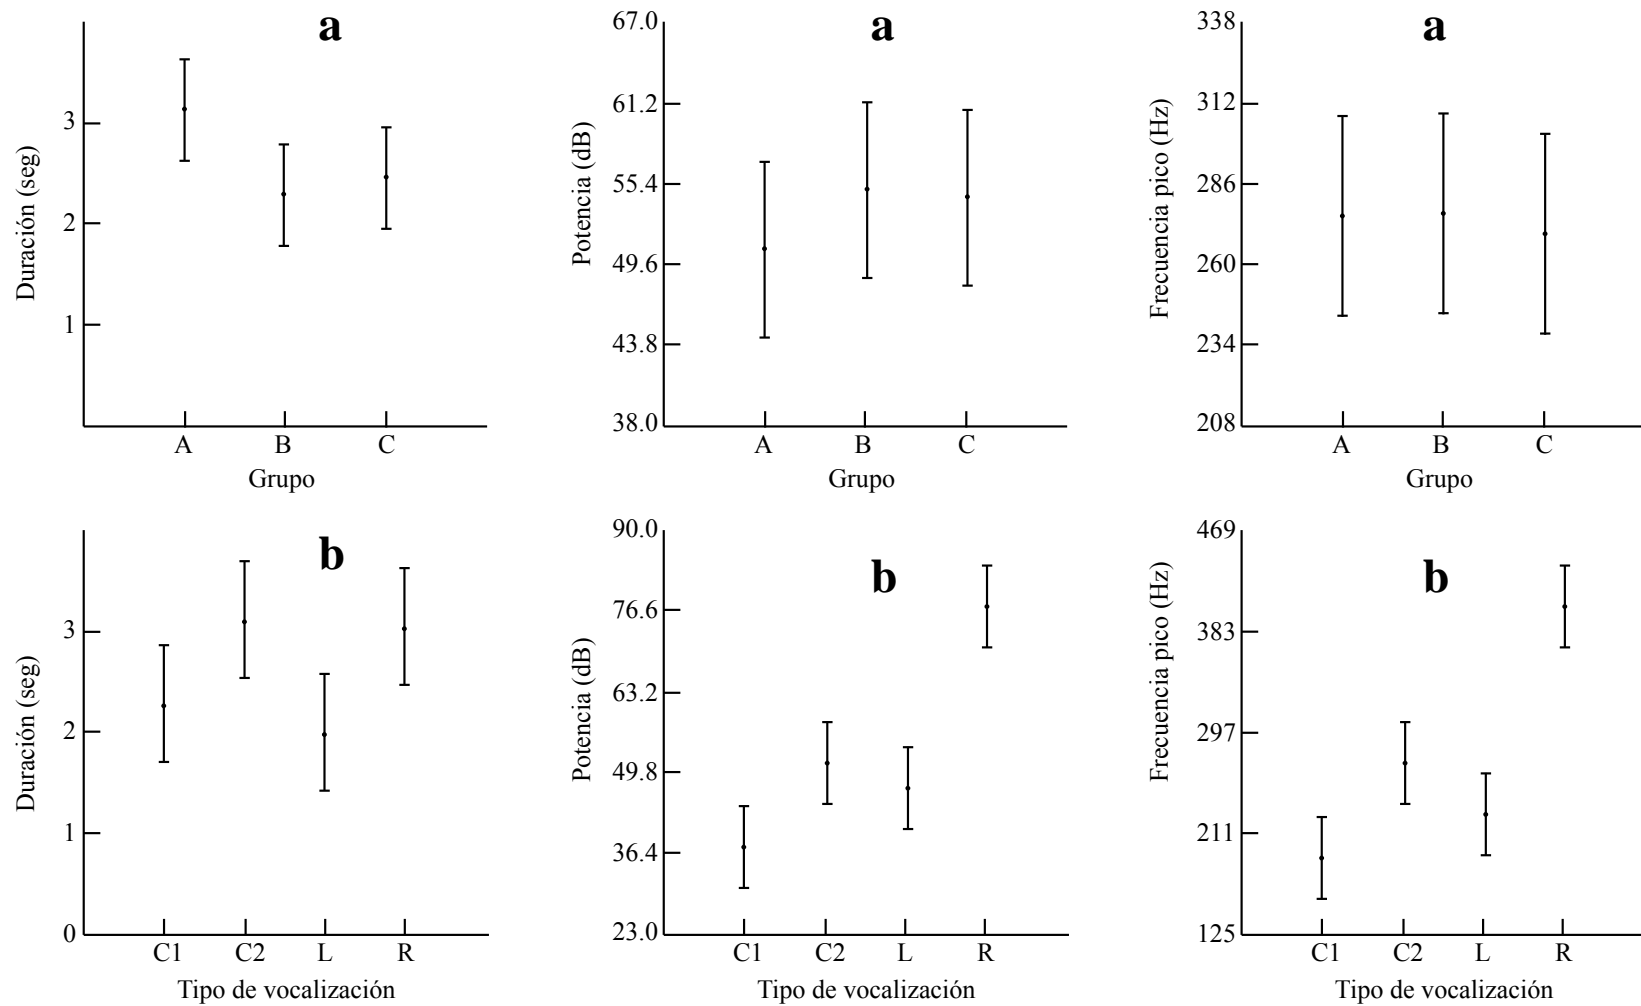 a
Duración (seg)
3
2
1
A B C
Grupo
a
Potencia (dB)
67.0
61.2
55.4
49.6
43.8
38.0
A B C
Grupo
a
Frecuencia pico (Hz)
338
312
286
260
234
208
A B C
Grupo
b
Duración (seg)
3
2
1
0
C1 C2 L R
Tipo de vocalización
b
Potencia (dB)
90.0
76.6
63.2
49.8
36.4
23.0
C1 C2 L R
Tipo de vocalización
b
Frecuencia pico (Hz)
469
383
297
211
125
C1 C2 L R
Tipo de vocalización